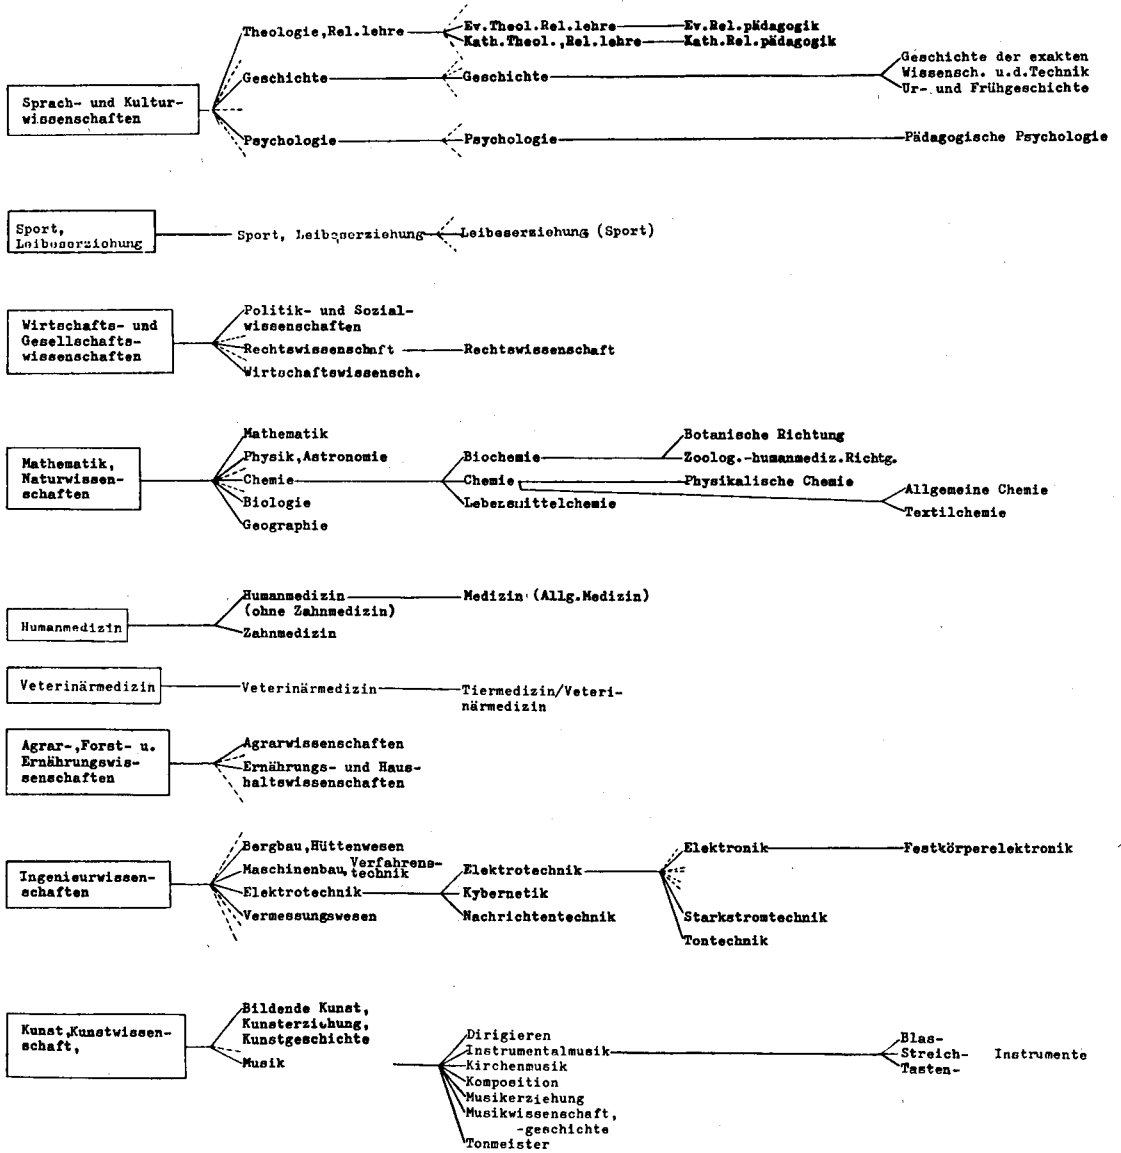 Theologie,Rel.lehre
Ev.Theol.Rel.lehre
Ev.Rel.pädagogik
Kath.Theol.,Rel.lehre
Kath.Rel.pädagogik
Sprach- und Kultur-
wissenschaften
Geschichte
Geschichte
Geschichte der exakten
Wissensch. u.d.Technik
Ur- und Frühgeschichte
Psychologie
Psychologie
Pädagogische Psychologie
Sport,
Leibeserziehung
Sport, Leibeserziehung
Leibeserziehung (Sport)
Wirtschafts- und
Gesellschafts-
wissenschaften
Politik- und Sozial-
wissenschaften
Rechtswissenschaft
Rechtswissenschaft
Wirtschaftswissensch.
Mathematik,
Naturwissen-
schaften
Mathematik
Physik,Astronomie
Chemie
Biologie
Geographie
Biochemie
Chemie
Lebensmittelchemie
Botanische Richtung
Zoolog.-humanmediz.Richtg.
Physikalische Chemie
Allgemeine Chemie
Textilchemie
Humanmedizin
Humanmedizin
(ohne Zahnmedizin)
Zahnmedizin
Medizin (Allg.Medizin)
Veterinärmedizin
Veterinärmedizin
Tiermedizin/Veteri-
närmedizin
Agrar-,Forst- u.
Ernährungswis-
senschaften
Agrarwissenschaften
Ernährungs- und Haus-
haltswissenschaften
Ingenieurwissen-
schaften
Bergbau,Hüttenwesen
Maschinenbau,Verfahrens-
technik
Elektrotechnik
Vermessungswesen
Elektrotechnik
Kybernetik
Nachrichtentechnik
Elektronik
Starkstromtechnik
Tontechnik
Festkörperelektronik
Kunst,Kunstwissen-
schaft,
Bildende Kunst,
Kunsterziehung,
Kunstgeschichte
Musik
Dirigieren
Instrumentalmusik
Kirchenmusik
Komposition
Musikerziehung
Musikwissenschaft,
-geschichte
Tonmeister
Blas-
Streich- Instrumente
Tasten-